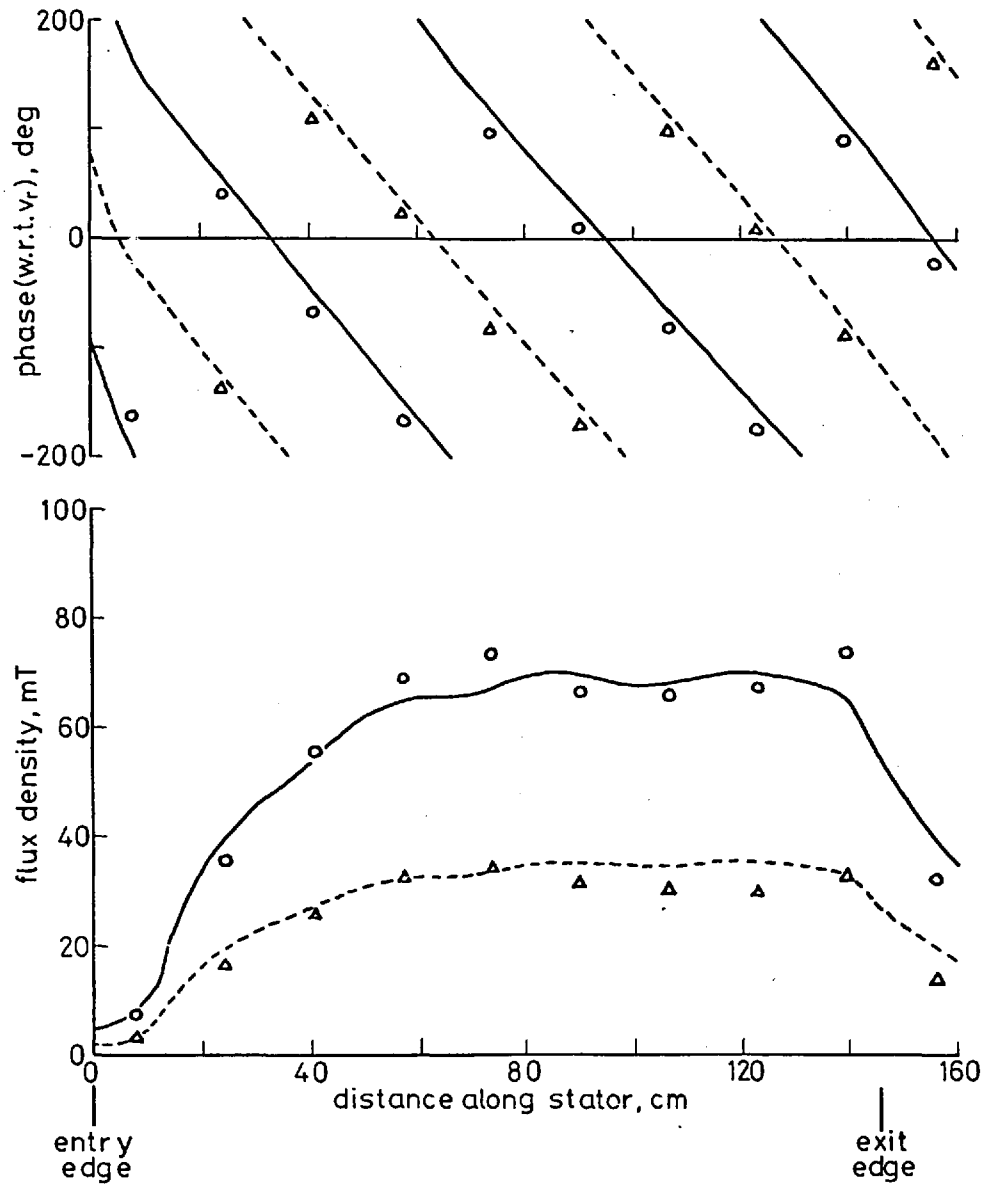 200
0
-200
phase(w.r.t. vr), deg
100
80
60
40
20
0
flux density, mT
0
40
80
120
160
distance along stator, cm
entry
edge
exit
edge